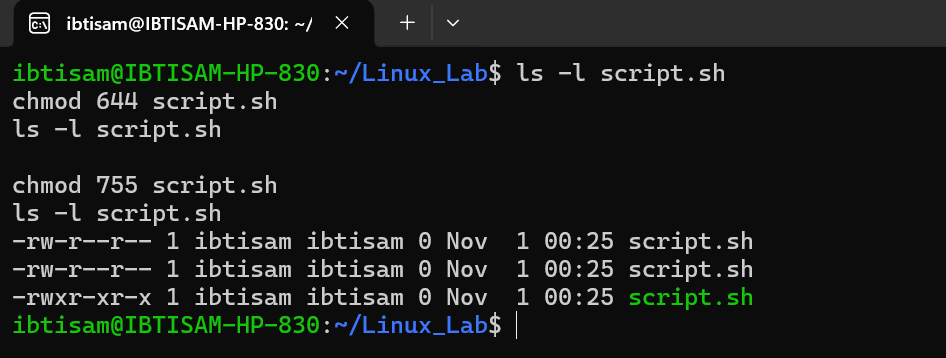 ibtisam@IBTISAM-HP-830: ~/
ibtisam@IBTISAM-HP-830:~/Linux_Lab$ ls -l script.sh
chmod 644 script.sh
ls -l script.sh
chmod 755 script.sh
ls -l script.sh
-rw-r--r-- 1 ibtisam ibtisam 0 Nov  1 00:25 script.sh
-rw-r--r-- 1 ibtisam ibtisam 0 Nov  1 00:25 script.sh
-rwxr-xr-x 1 ibtisam ibtisam 0 Nov  1 00:25 script.sh
ibtisam@IBTISAM-HP-830:~/Linux_Lab$